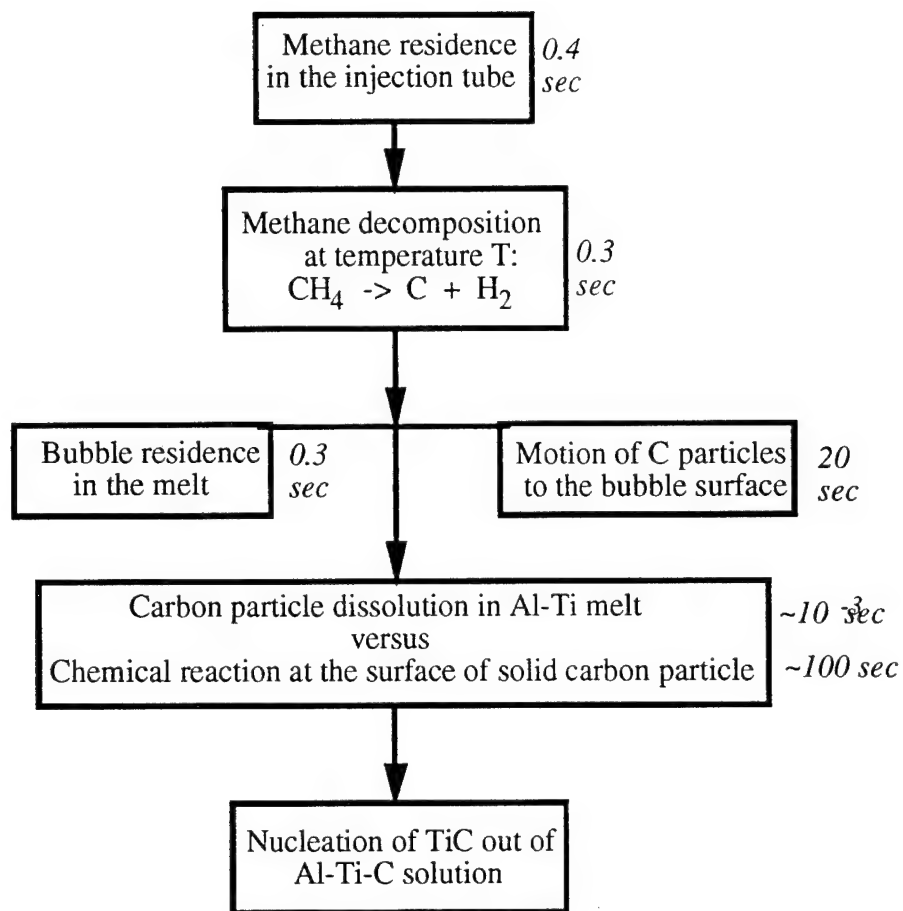 Methane residence
in the injection tube
0.4
sec
Methane decomposition
at temperature T:
CH₄ -> C + H₂
0.3
sec
Bubble residence
in the melt
0.3
sec
Motion of C particles
to the bubble surface
20
sec
Carbon particle dissolution in Al-Ti melt
versus
Chemical reaction at the surface of solid carbon particle
~10⁻³ sec
~100 sec
Nucleation of TiC out of
Al-Ti-C solution